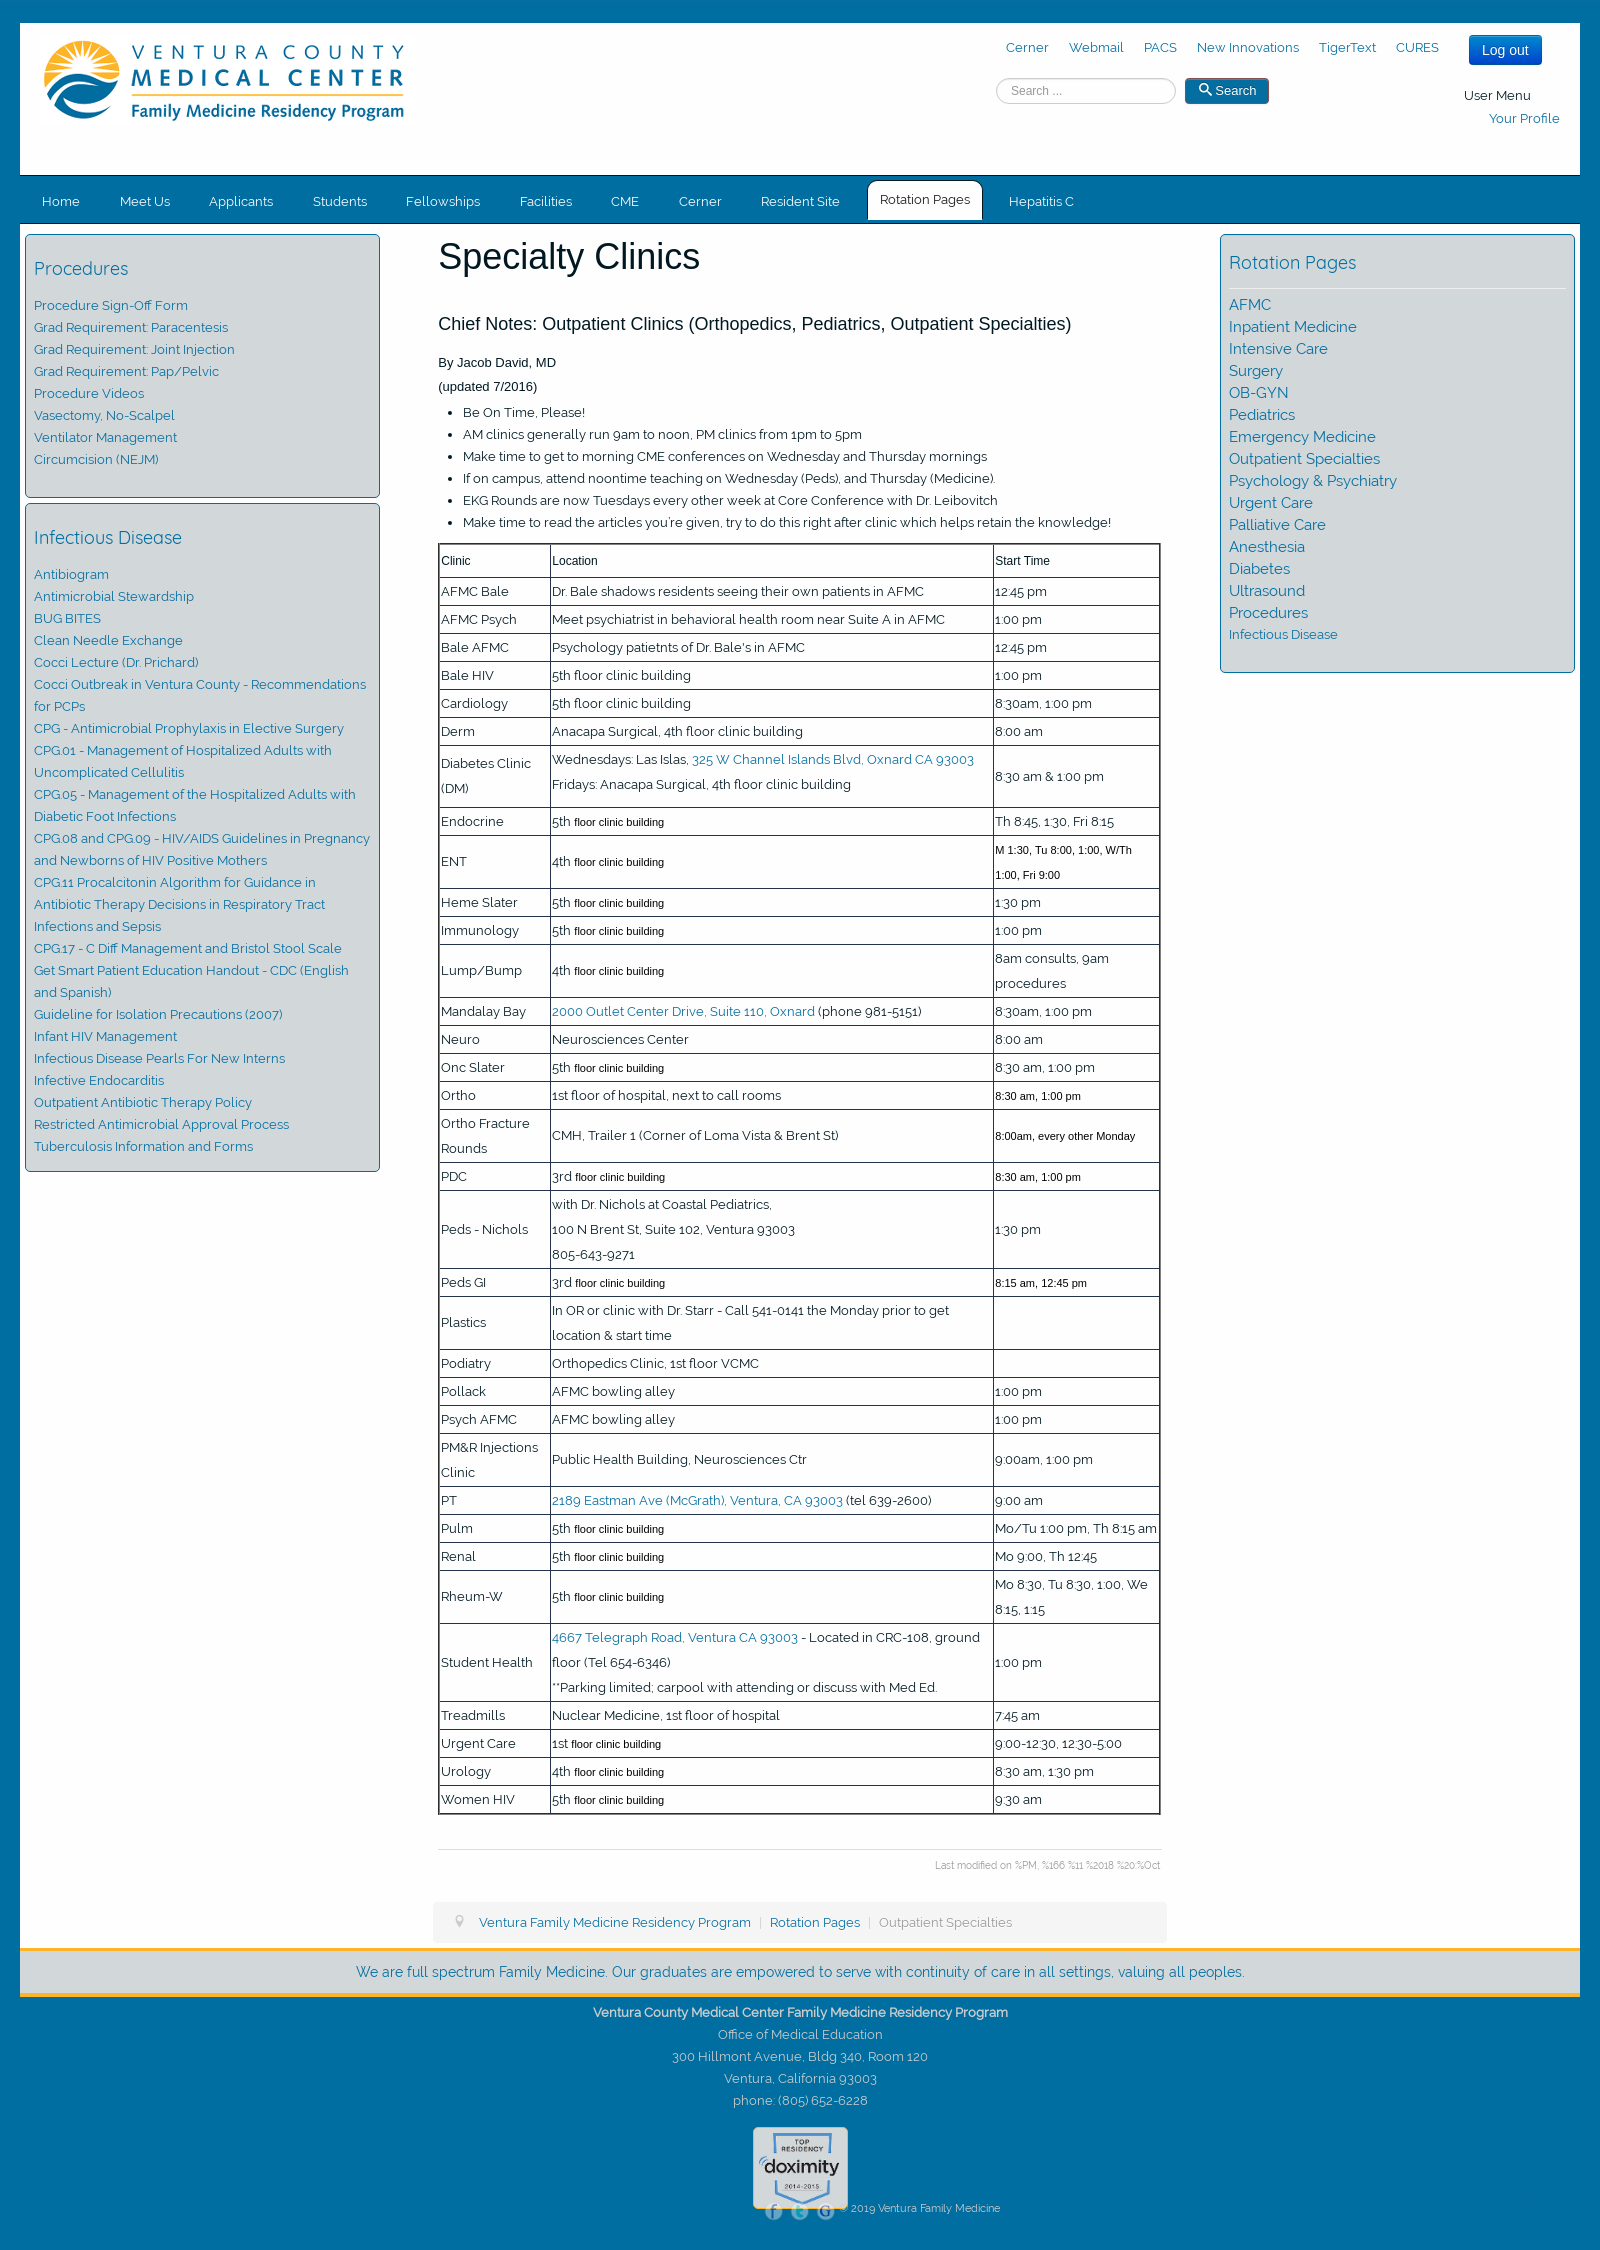 VENTURA COUNTY
MEDICAL CENTER
Family Medicine Residency Program
Cerner Webmail PACS New Innovations TigerText CURES
Log out
Search ...
Search
User Menu
Your Profile
Home Meet Us Applicants Students Fellowships Facilities CME Cerner Resident Site Rotation Pages Hepatitis C
Procedures
Procedure Sign-Off Form
Grad Requirement: Paracentesis
Grad Requirement: Joint Injection
Grad Requirement: Pap/Pelvic
Procedure Videos
Vasectomy, No-Scalpel
Ventilator Management
Circumcision (NEJM)
Infectious Disease
Antibiogram
Antimicrobial Stewardship
BUG BITES
Clean Needle Exchange
Cocci Lecture (Dr. Prichard)
Cocci Outbreak in Ventura County - Recommendations
for PCPs
CPG - Antimicrobial Prophylaxis in Elective Surgery
CPG.01 - Management of Hospitalized Adults with
Uncomplicated Cellulitis
CPG.05 - Management of the Hospitalized Adults with
Diabetic Foot Infections
CPG.08 and CPG.09 - HIV/AIDS Guidelines in Pregnancy
and Newborns of HIV Positive Mothers
CPG.11 Procalcitonin Algorithm for Guidance in
Antibiotic Therapy Decisions in Respiratory Tract
Infections and Sepsis
CPG.17 - C Diff Management and Bristol Stool Scale
Get Smart Patient Education Handout - CDC (English
and Spanish)
Guideline for Isolation Precautions (2007)
Infant HIV Management
Infectious Disease Pearls For New Interns
Infective Endocarditis
Outpatient Antibiotic Therapy Policy
Restricted Antimicrobial Approval Process
Tuberculosis Information and Forms
Specialty Clinics
Chief Notes: Outpatient Clinics (Orthopedics, Pediatrics, Outpatient Specialties)
By Jacob David, MD
(updated 7/2016)
• Be On Time, Please!
• AM clinics generally run 9am to noon, PM clinics from 1pm to 5pm
• Make time to get to morning CME conferences on Wednesday and Thursday mornings
• If on campus, attend noontime teaching on Wednesday (Peds), and Thursday (Medicine).
• EKG Rounds are now Tuesdays every other week at Core Conference with Dr. Leibovitch
• Make time to read the articles you're given, try to do this right after clinic which helps retain the knowledge!
Clinic Location Start Time
AFMC Bale Dr. Bale shadows residents seeing their own patients in AFMC 12:45 pm
AFMC Psych Meet psychiatrist in behavioral health room near Suite A in AFMC 1:00 pm
Bale AFMC Psychology patietnts of Dr. Bale's in AFMC 12:45 pm
Bale HIV 5th floor clinic building 1:00 pm
Cardiology 5th floor clinic building 8:30am, 1:00 pm
Derm Anacapa Surgical, 4th floor clinic building 8:00 am
Diabetes Clinic
(DM)
Wednesdays: Las Islas, 325 W Channel Islands Blvd, Oxnard CA 93003
Fridays: Anacapa Surgical, 4th floor clinic building
8:30 am & 1:00 pm
Endocrine 5th floor clinic building Th 8:45, 1:30, Fri 8:15
ENT 4th floor clinic building
M 1:30, Tu 8:00, 1:00, W/Th
1:00, Fri 9:00
Heme Slater 5th floor clinic building 1:30 pm
Immunology 5th floor clinic building 1:00 pm
Lump/Bump 4th floor clinic building
8am consults, 9am
procedures
Mandalay Bay 2000 Outlet Center Drive, Suite 110, Oxnard (phone 981-5151) 8:30am, 1:00 pm
Neuro Neurosciences Center 8:00 am
Onc Slater 5th floor clinic building 8:30 am, 1:00 pm
Ortho 1st floor of hospital, next to call rooms 8:30 am, 1:00 pm
Ortho Fracture
Rounds
CMH, Trailer 1 (Corner of Loma Vista & Brent St) 8:00am, every other Monday
PDC 3rd floor clinic building 8:30 am, 1:00 pm
Peds - Nichols
with Dr. Nichols at Coastal Pediatrics,
100 N Brent St, Suite 102, Ventura 93003
805-643-9271
1:30 pm
Peds GI 3rd floor clinic building 8:15 am, 12:45 pm
Plastics
In OR or clinic with Dr. Starr - Call 541-0141 the Monday prior to get
location & start time
Podiatry Orthopedics Clinic, 1st floor VCMC
Pollack AFMC bowling alley 1:00 pm
Psych AFMC AFMC bowling alley 1:00 pm
PM&R Injections
Clinic
Public Health Building, Neurosciences Ctr 9:00am, 1:00 pm
PT 2189 Eastman Ave (McGrath), Ventura, CA 93003 (tel 639-2600) 9:00 am
Pulm 5th floor clinic building Mo/Tu 1:00 pm, Th 8:15 am
Renal 5th floor clinic building Mo 9:00, Th 12:45
Rheum-W 5th floor clinic building
Mo 8:30, Tu 8:30, 1:00, We
8:15, 1:15
Student Health
4667 Telegraph Road, Ventura CA 93003 - Located in CRC-108, ground
floor (Tel 654-6346)
**Parking limited; carpool with attending or discuss with Med Ed.
1:00 pm
Treadmills Nuclear Medicine, 1st floor of hospital 7:45 am
Urgent Care 1st floor clinic building 9:00-12:30, 12:30-5:00
Urology 4th floor clinic building 8:30 am, 1:30 pm
Women HIV 5th floor clinic building 9:30 am
Last modified on %PM, %166 %11 %2018 %20:%Oct
Ventura Family Medicine Residency Program | Rotation Pages | Outpatient Specialties
Rotation Pages
AFMC
Inpatient Medicine
Intensive Care
Surgery
OB-GYN
Pediatrics
Emergency Medicine
Outpatient Specialties
Psychology & Psychiatry
Urgent Care
Palliative Care
Anesthesia
Diabetes
Ultrasound
Procedures
Infectious Disease
We are full spectrum Family Medicine. Our graduates are empowered to serve with continuity of care in all settings, valuing all peoples.
Ventura County Medical Center Family Medicine Residency Program
Office of Medical Education
300 Hillmont Avenue, Bldg 340, Room 120
Ventura, California 93003
phone: (805) 652-6228
TOP
RESIDENCY
doximity
2014-2015
2019 Ventura Family Medicine